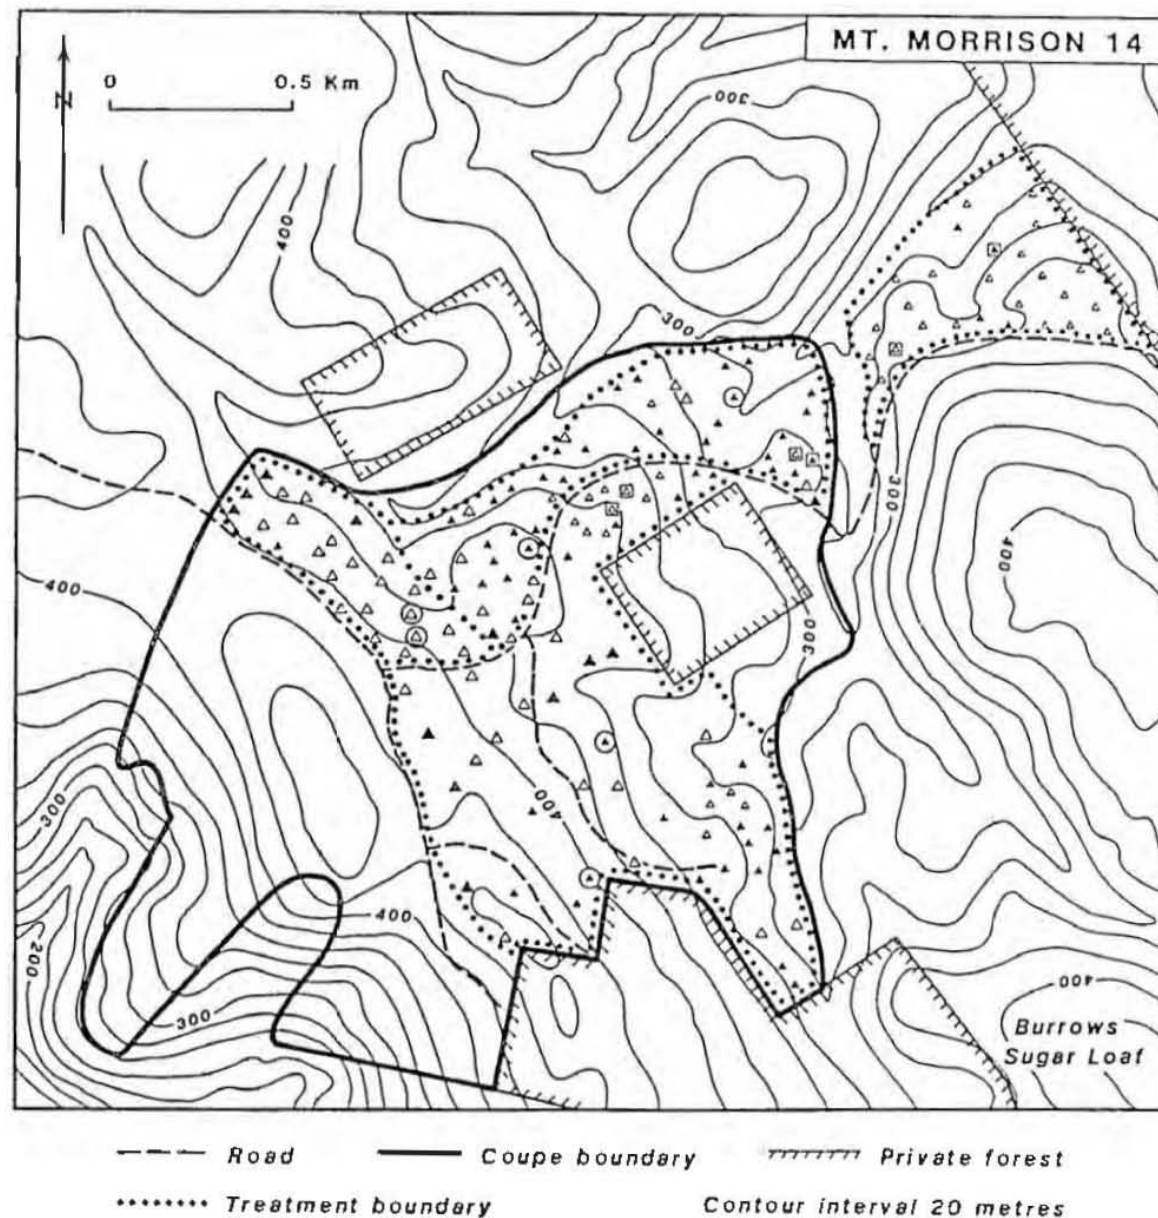 MT. MORRISON 14
N
0 0.5 Km
300
400
300
300
400
400
300
300
400
400
200
300
400
Burrows
Sugar Loaf
Road Coupe boundary Private forest
Treatment boundary Contour interval 20 metres